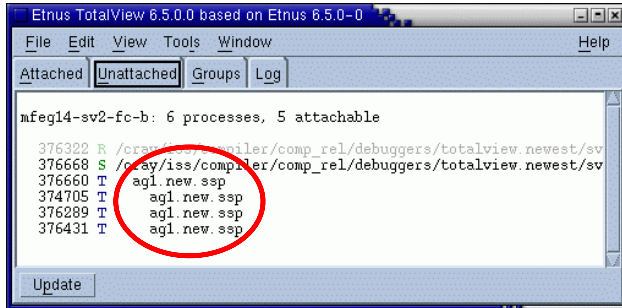 Etnus TotalView 6.5.0.0 based on Etnus 6.5.0-0
File Edit View Tools Window Help
Attached Unattached Groups Log
mfeg14-sv2-fc-b: 6 processes, 5 attachable
376322 R /cray/iss/compiler/comp_rel/debuggers/totalview.newest/sv
376668 S /cray/iss/compiler/comp_rel/debuggers/totalview.newest/sv
376660 T ag1.new.ssp
374705 T ag1.new.ssp
376289 T ag1.new.ssp
376431 T ag1.new.ssp
Update